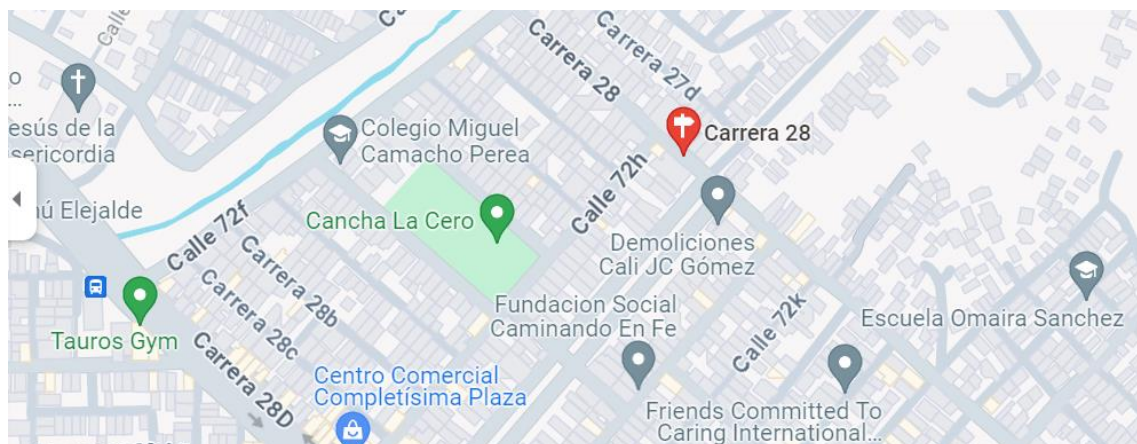 Calle
Carrera 28
Carrera 27d
Carrera 28
o
...
esús de la
sericordia
Colegio Miguel
Camacho Perea
Calle 72h
ú Elejalde
Cancha La Cero
Calle 72f
Carrera 28b
Demoliciones
Cali JC Gómez
Carrera 28c
Fundacion Social
Caminando En Fe
Calle 72k
Escuela Omaira Sanchez
Tauros Gym
Carrera 28D
Centro Comercial
Completísima Plaza
Friends Committed To
Caring International...